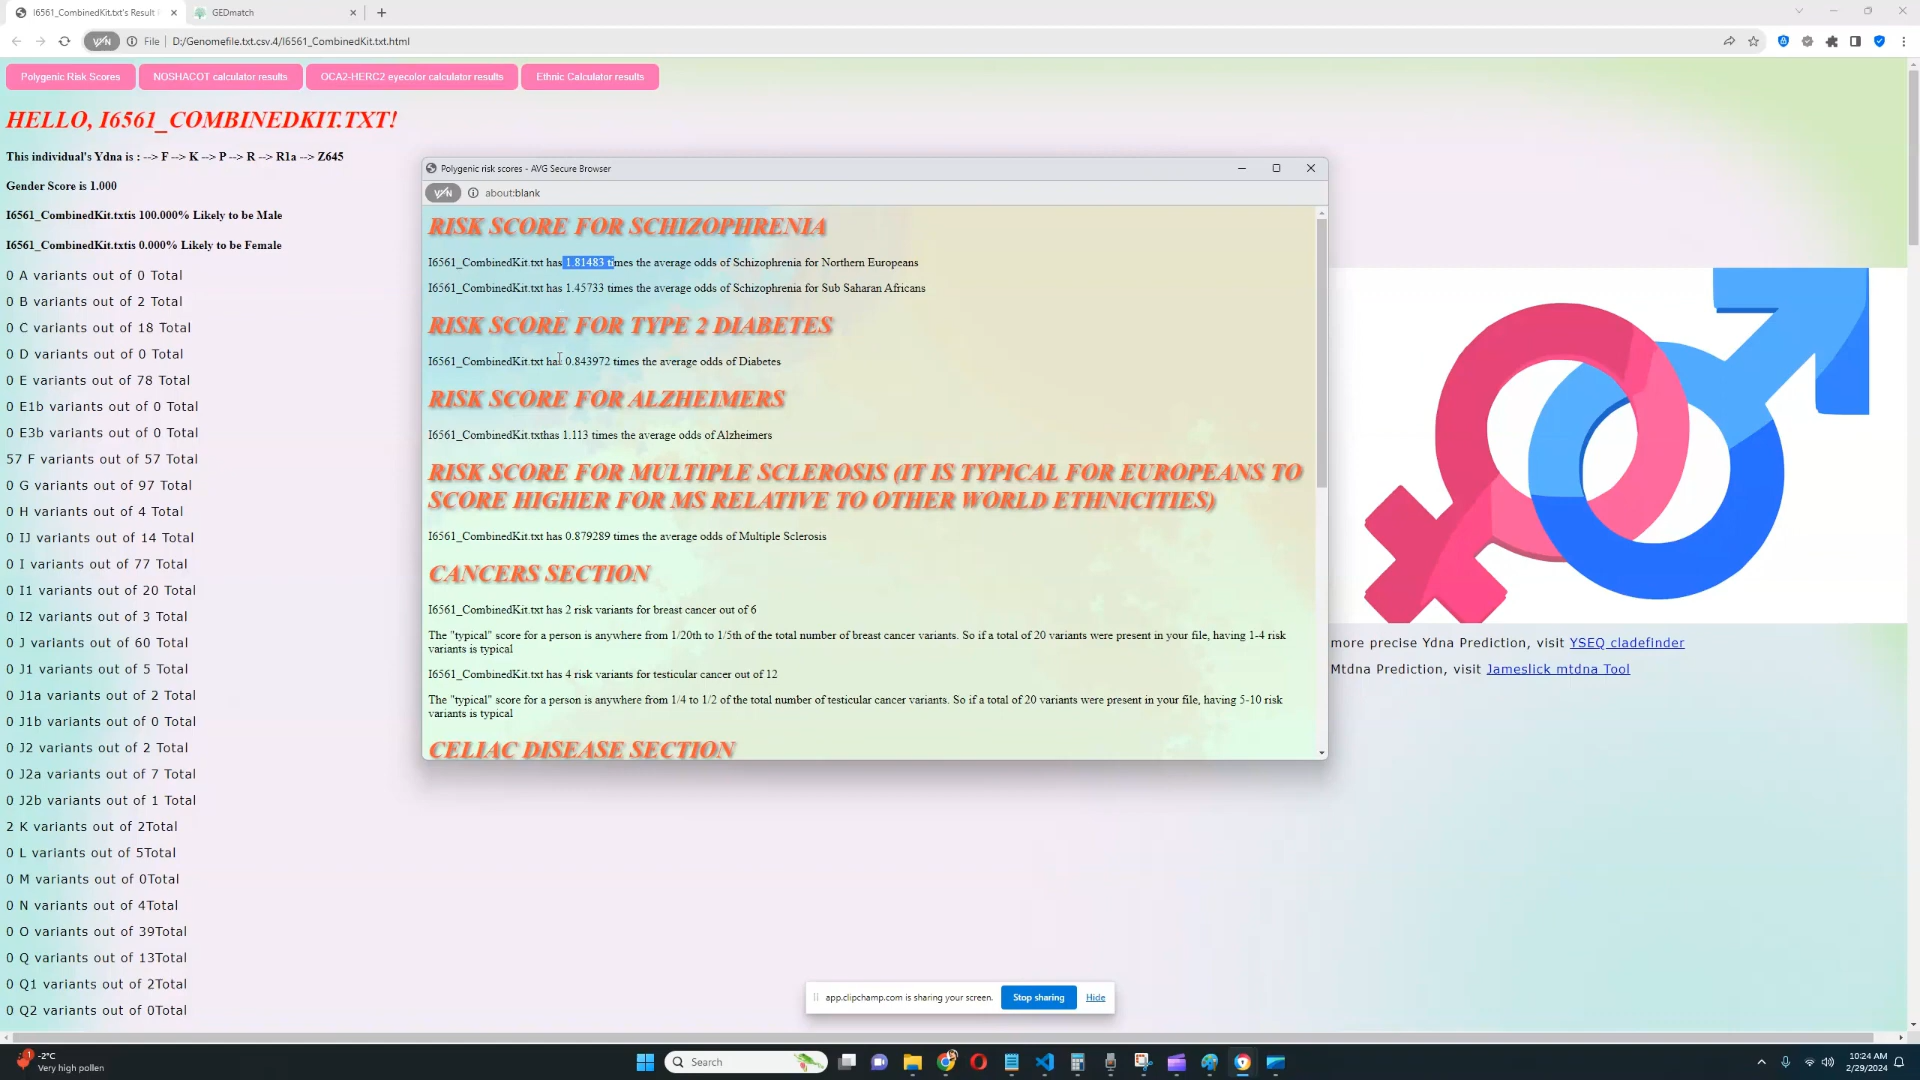 I6561_CombinedKit.txt's Result
GEDmatch
File D:/Genomefile.txt.csv.4/I6561_CombinedKit.txt.html
Polygenic Risk Scores
NOSHACOT calculator results
OCA2-HERC2 eyecolor calculator results
Ethnic Calculator results
HELLO, I6561_COMBINEDKIT.TXT!
This individual's Ydna is : --> F --> K --> P --> R --> R1a --> Z645
Gender Score is 1.000
I6561_CombinedKit.txtis 100.000% Likely to be Male
I6561_CombinedKit.txtis 0.000% Likely to be Female
0 A variants out of 0 Total
0 B variants out of 2 Total
0 C variants out of 18 Total
0 D variants out of 0 Total
0 E variants out of 78 Total
0 E1b variants out of 0 Total
0 E3b variants out of 0 Total
57 F variants out of 57 Total
0 G variants out of 97 Total
0 H variants out of 4 Total
0 IJ variants out of 14 Total
0 I variants out of 77 Total
0 I1 variants out of 20 Total
0 I2 variants out of 3 Total
0 J variants out of 60 Total
0 J1 variants out of 5 Total
0 J1a variants out of 2 Total
0 J1b variants out of 0 Total
0 J2 variants out of 2 Total
0 J2a variants out of 7 Total
0 J2b variants out of 1 Total
2 K variants out of 2Total
0 L variants out of 5Total
0 M variants out of 0Total
0 N variants out of 4Total
0 O variants out of 39Total
0 Q variants out of 13Total
0 Q1 variants out of 2Total
0 Q2 variants out of 0Total
Polygenic risk scores - AVG Secure Browser
VPN
about:blank
RISK SCORE FOR SCHIZOPHRENIA
I6561_CombinedKit.txt has 1.81483 times the average odds of Schizophrenia for Northern Europeans
I6561_CombinedKit.txt has 1.45733 times the average odds of Schizophrenia for Sub Saharan Africans
RISK SCORE FOR TYPE 2 DIABETES
I6561_CombinedKit.txt has 0.843972 times the average odds of Diabetes
RISK SCORE FOR ALZHEIMERS
I6561_CombinedKit.txthas 1.113 times the average odds of Alzheimers
RISK SCORE FOR MULTIPLE SCLEROSIS (IT IS TYPICAL FOR EUROPEANS TO
SCORE HIGHER FOR MS RELATIVE TO OTHER WORLD ETHNICITIES)
I6561_CombinedKit.txt has 0.879289 times the average odds of Multiple Sclerosis
CANCERS SECTION
I6561_CombinedKit.txt has 2 risk variants for breast cancer out of 6
The "typical" score for a person is anywhere from 1/20th to 1/5th of the total number of breast cancer variants. So if a total of 20 variants were present in your file, having 1-4 risk
variants is typical
I6561_CombinedKit.txt has 4 risk variants for testicular cancer out of 12
The "typical" score for a person is anywhere from 1/4 to 1/2 of the total number of testicular cancer variants. So if a total of 20 variants were present in your file, having 5-10 risk
variants is typical
CELIAC DISEASE SECTION
more precise Ydna Prediction, visit YSEQ cladefinder
Mtdna Prediction, visit Jameslick mtdna Tool
app.clipchamp.com is sharing your screen. Stop sharing Hide
1
-2°C
Very high pollen
Search
10:24 AM
2/29/2024